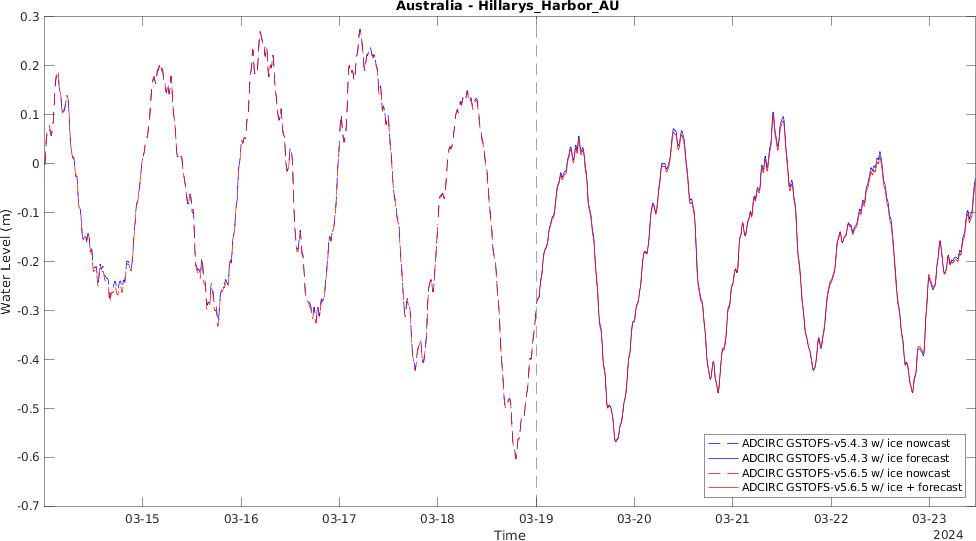 Australia - Hillarys_Harbor_AU
0.3
0.2
0.1
0
-0.1
-0.2
-0.3
-0.4
-0.5
-0.6
-0.7
Water Level (m)
03-15 03-16 03-17 03-18 03-19 03-20 03-21 03-22 03-23
Time
2024
ADCIRC GSTOFS-v5.4.3 w/ ice nowcast
ADCIRC GSTOFS-v5.4.3 w/ ice forecast
ADCIRC GSTOFS-v5.6.5 w/ ice nowcast
ADCIRC GSTOFS-v5.6.5 w/ ice + forecast